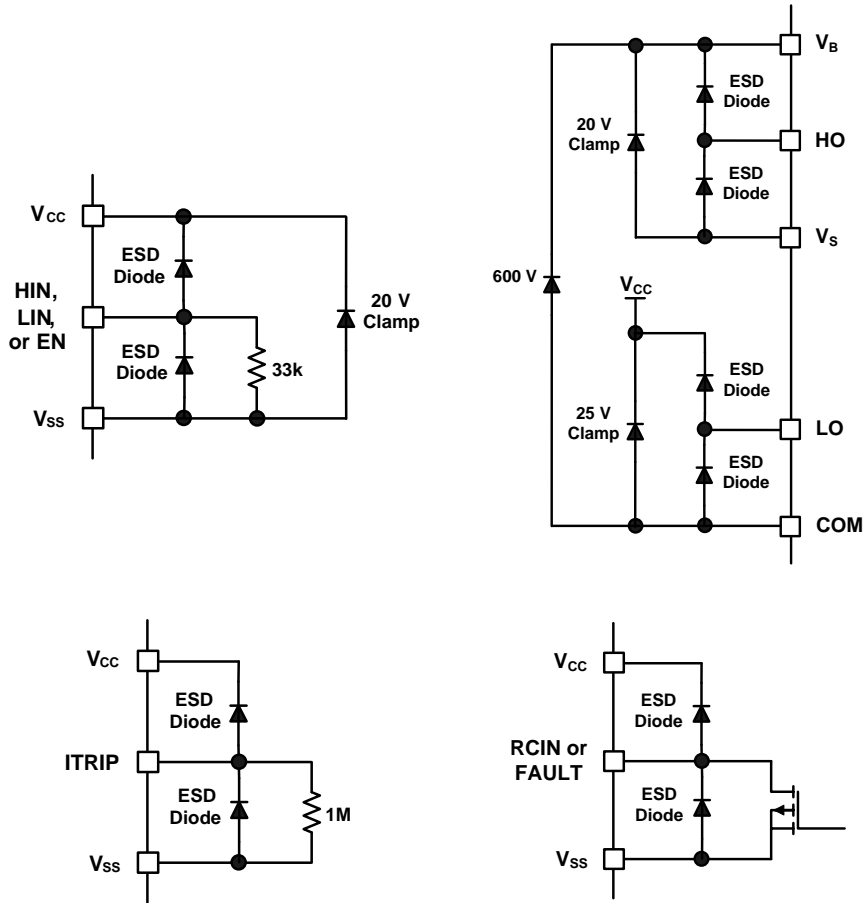 VCC
HIN,
LIN,
or EN
VSS
ESD
Diode
ESD
Diode
33k
20 V
Clamp
VB
HO
VS
ESD
Diode
ESD
Diode
20 V
Clamp
600 V
VCC
25 V
Clamp
ESD
Diode
ESD
Diode
LO
COM
VCC
ITRIP
VSS
ESD
Diode
ESD
Diode
1M
VCC
RCIN or
FAULT
VSS
ESD
Diode
ESD
Diode